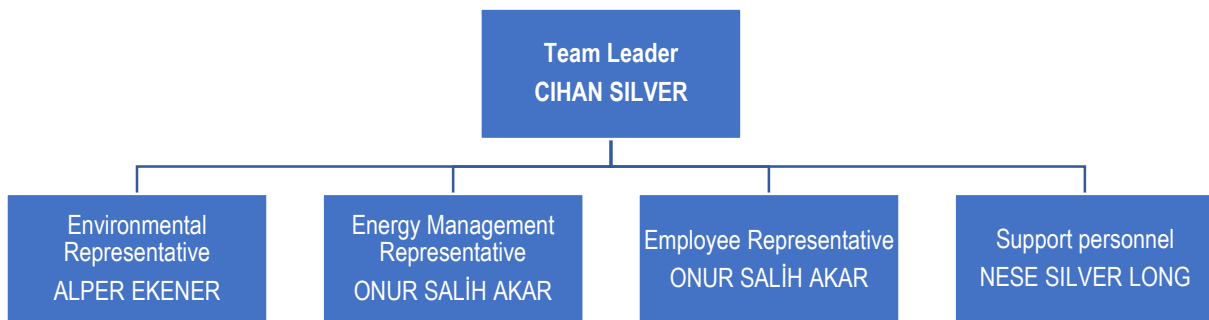 Team Leader
CIHAN SILVER
Environmental
Representative
ALPER EKENER
Energy Management
Representative
ONUR SALİH AKAR
Employee Representative
ONUR SALİH AKAR
Support personnel
NESE SILVER LONG